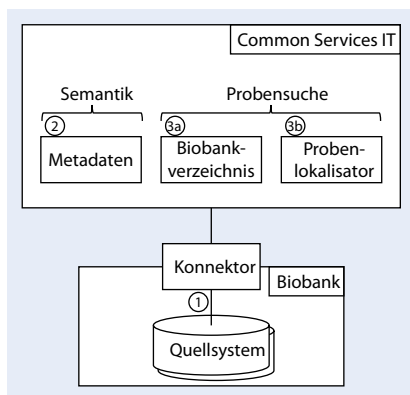 Common Services IT
Semantik
Probensuche
2
3a
3b
Metadaten
Biobank-
verzeichnis
Proben-
lokalisator
Konnektor
Biobank
1
Quellsystem